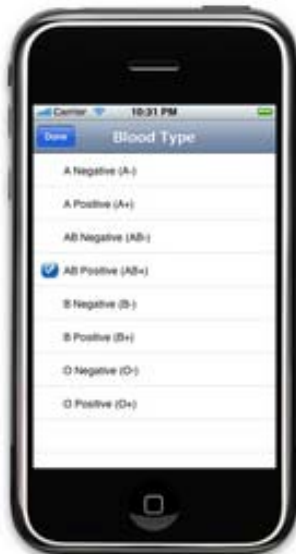 Carrier 10:31 PM
Done Blood Type
A Negative (A-)
A Positive (A+)
AB Negative (AB-)
AB Positive (AB+)
B Negative (B-)
B Positive (B+)
O Negative (O-)
O Positive (O+)